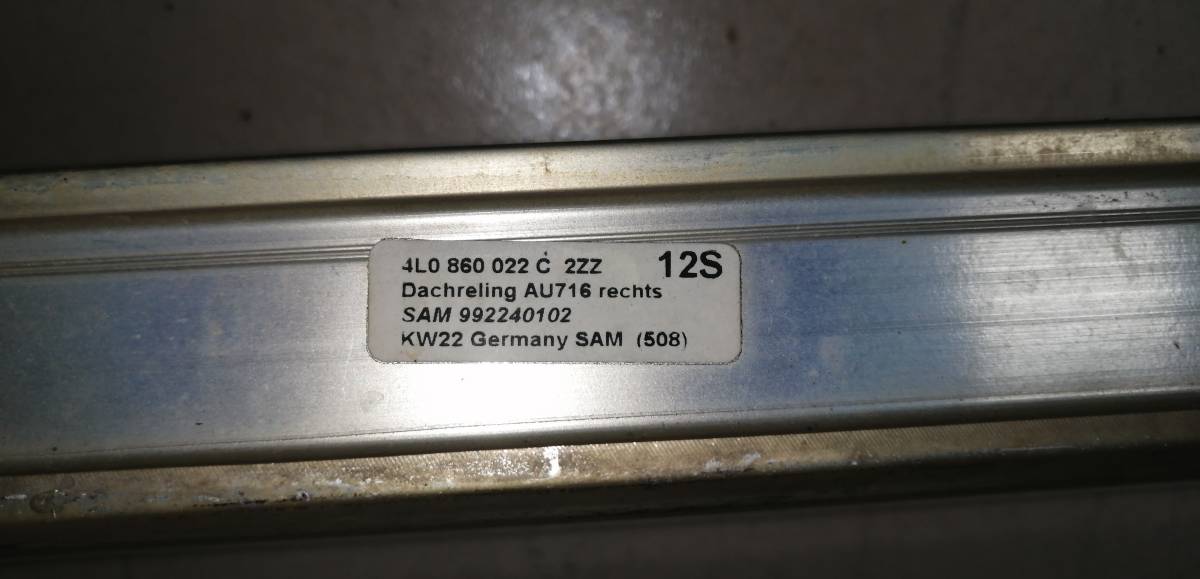 4L0 860 022 C 2ZZ 12S
Dachreling AU716 rechts
SAM 992240102
KW22 Germany SAM (508)